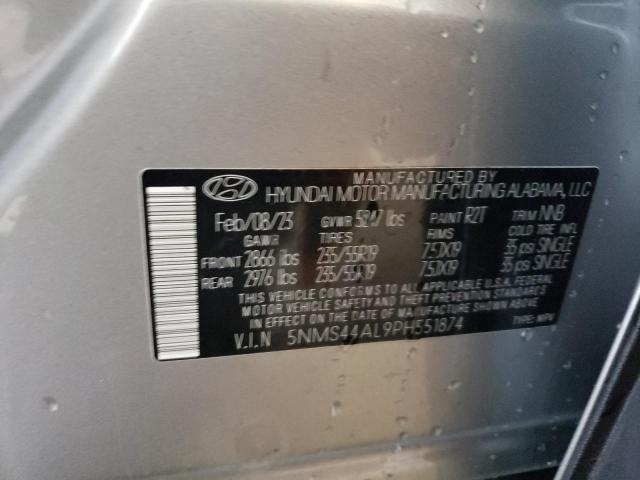 MANUFACTURED BY
HYUNDAI MOTOR MANUFACTURING ALABAMA, LLC
Feb/08/23 GVWR 5247 lbs PAINT R2T TRIM NNB
GAWR TIRES RIMS COLD TIRE INFL.
FRONT 2866 lbs 235/55R19 7.5JX19 35 psi SINGLE
REAR 2976 lbs 235/55R19 7.5JX19 35 psi SINGLE
THIS VEHICLE CONFORMS TO ALL APPLICABLE U.S.A. FEDERAL
MOTOR VEHICLE SAFETY AND THEFT PREVENTION STANDARDS
IN EFFECT ON THE DATE OF MANUFACTURE SHOWN ABOVE.
V.I.N 5NMS44AL9PH551874 TYPE: MPV